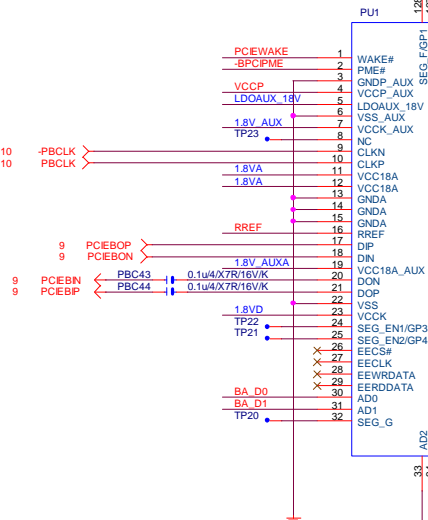 PU1
128
SEG_F/GP1
PCIEWAKE 1 WAKE#
-BPCIPME 2 PME#
3 GNDP_AUX
VCCP 4 VCCP_AUX
LDOAUX_18V 5 LDOAUX_18V
6 VSS_AUX
1.8V_AUX 7 VCCK_AUX
TP23 8 NC
10 -PBCLK 9 CLKN
10 PBCLK 10 CLKP
1.8VA 11 VCC18A
1.8VA 12 VCC18A
13 GNDA
14 GNDA
15 GNDA
RREF 16 RREF
9 PCIEBOP 17 DIP
9 PCIEBON 18 DIN
1.8V_AUXA 19 VCC18A_AUX
9 PCIEBIN PBC43 0.1u/4/X7R/16V/K 20 DON
9 PCIEBIP PBC44 0.1u/4/X7R/16V/K 21 DOP
22 VSS
1.8VD 23 VCCK
TP22 24 SEG_EN1/GP3
TP21 25 SEG_EN2/GP4
26 EECS#
27 EECLK
28 EEWRDATA
29 EERDDATA
BA_D0 30 AD0
BA_D1 31 AD1
TP20 32 SEG_G
AD2
33